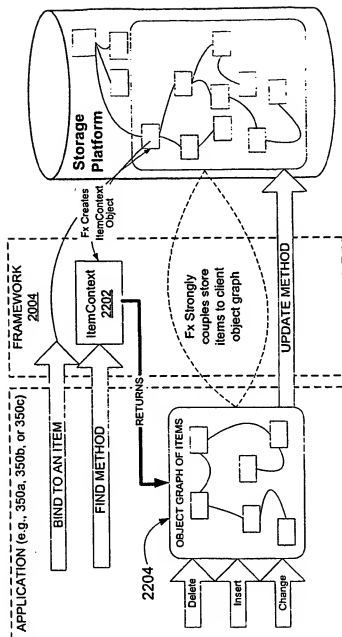 APPLICATION (e.g., 350a, 350b, or 350c)
FRAMEWORK
2004
Storage
Platform
BIND TO AN ITEM
Fx Creates
ItemContext
Object
FIND METHOD
ItemContext
2202
RETURNS
2204
OBJECT GRAPH OF ITEMS
Fx Strongly
couples store
items to client
object graph
UPDATE METHOD
Delete
Insert
Change